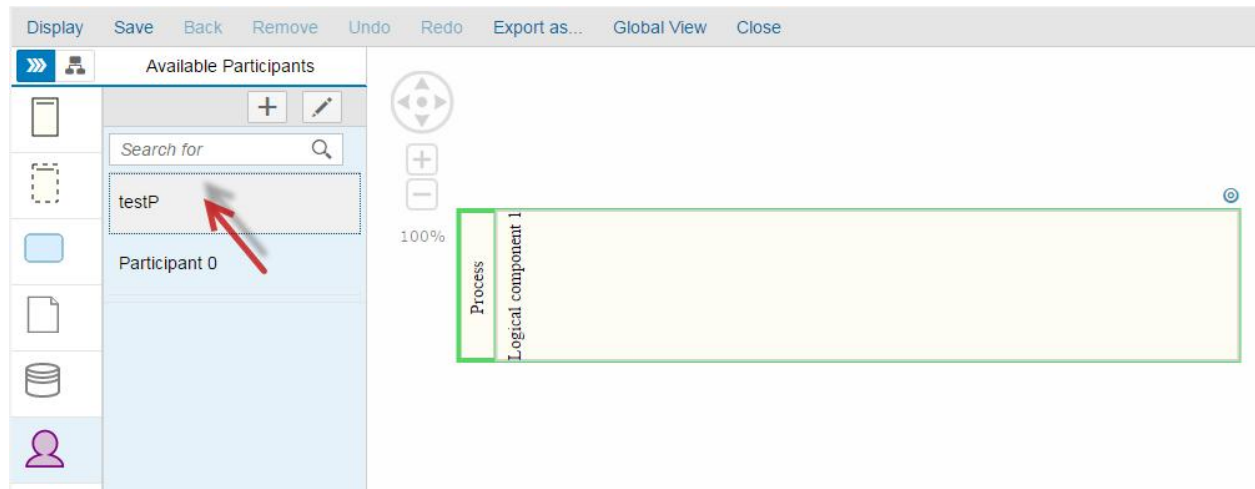 Display Save Back Remove Undo Redo Export as... Global View Close
Available Participants
Search for
testP
Participant 0
100%
Process
Logical component 1